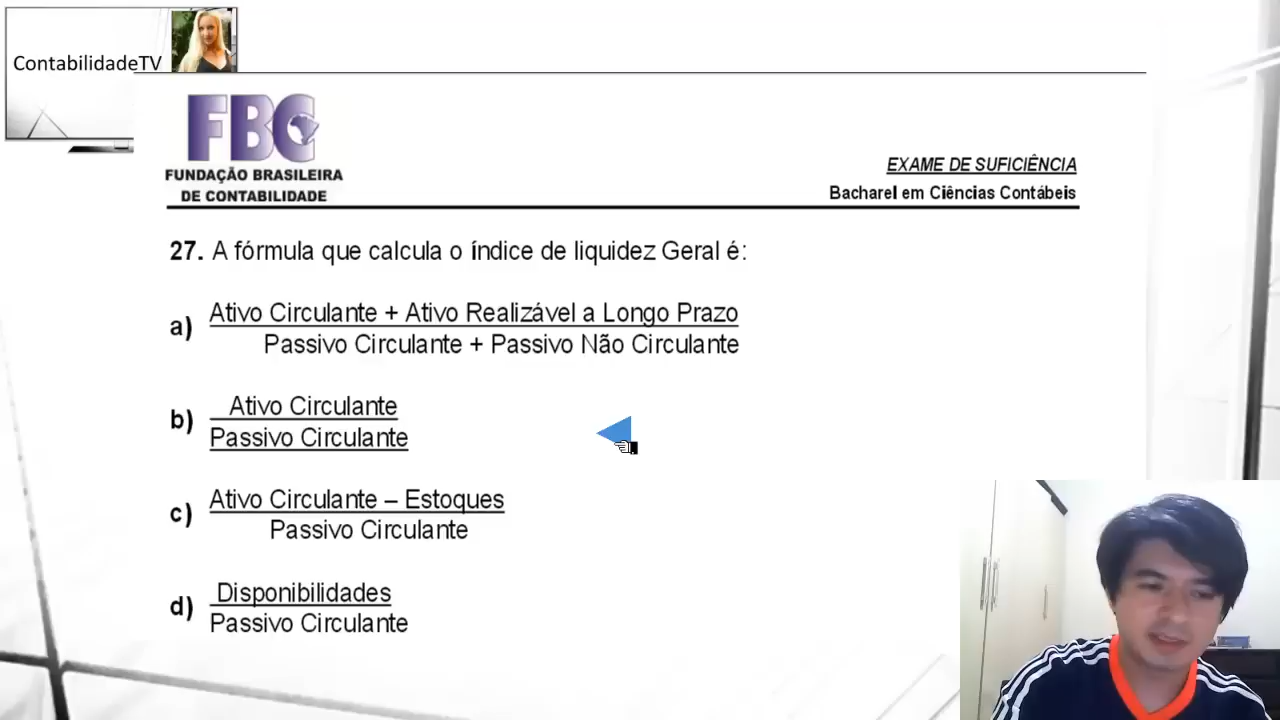 ContabilidadeTV
FBC
FUNDAÇÃO BRASILEIRA
DE CONTABILIDADE
EXAME DE SUFICIÊNCIA
Bacharel em Ciências Contábeis
27. A fórmula que calcula o índice de liquidez Geral é:
a) Ativo Circulante + Ativo Realizável a Longo Prazo
Passivo Circulante + Passivo Não Circulante
b) Ativo Circulante
Passivo Circulante
c) Ativo Circulante – Estoques
Passivo Circulante
d) Disponibilidades
Passivo Circulante